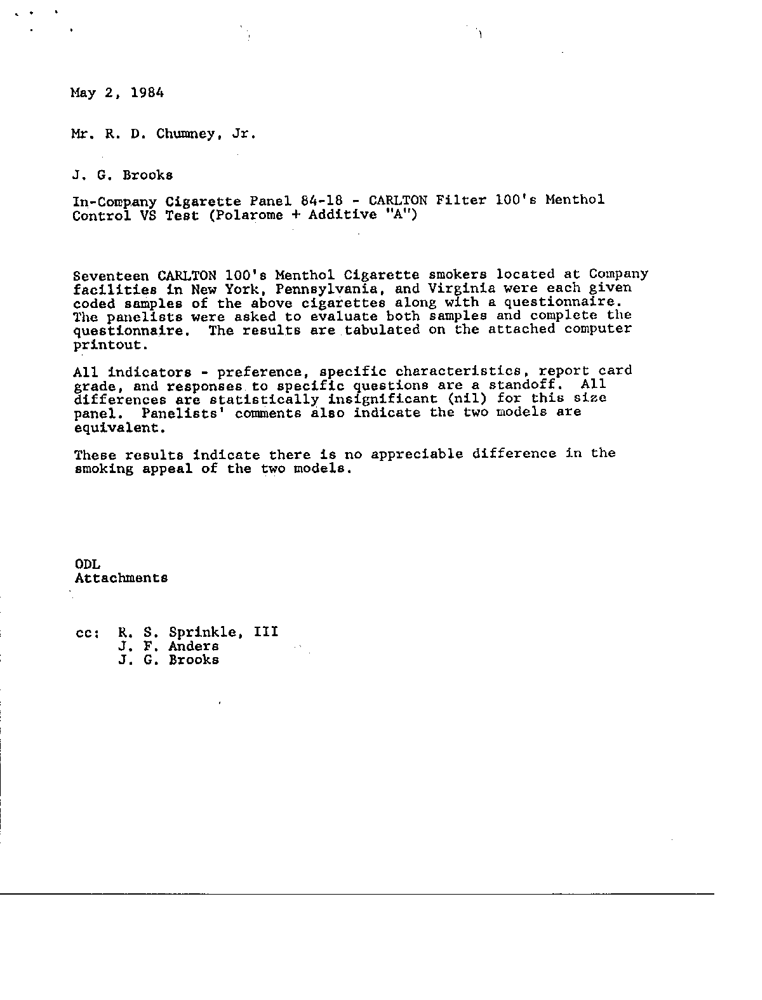 May 2, 1984
Mr. R. D. Chumney, Jr.
J. G. Brooks
In-Company Cigarette Panel 84-18 - CARLTON Filter 100's Menthol
Control VS Test (Polarome + Additive "A")
Seventeen CARLTON 100's Menthol Cigarette smokers located at Company
facilities in New York, Pennsylvania, and Virginia were each given
coded samples of the above cigarettes along with a questionnaire.
The panelists were asked to evaluate both samples and complete the
questionnaire. The results are tabulated on the attached computer
printout.
All indicators - preference, specific characteristics, report card
grade, and responses to specific questions are a standoff. All
differences are statistically insignificant (nil) for this size
panel. Panelists' comments also indicate the two models are
equivalent.
These results indicate there is no appreciable difference in the
smoking appeal of the two models.
ODL
Attachments
cc: R. S. Sprinkle, III
J. F. Anders
J. G. Brooks